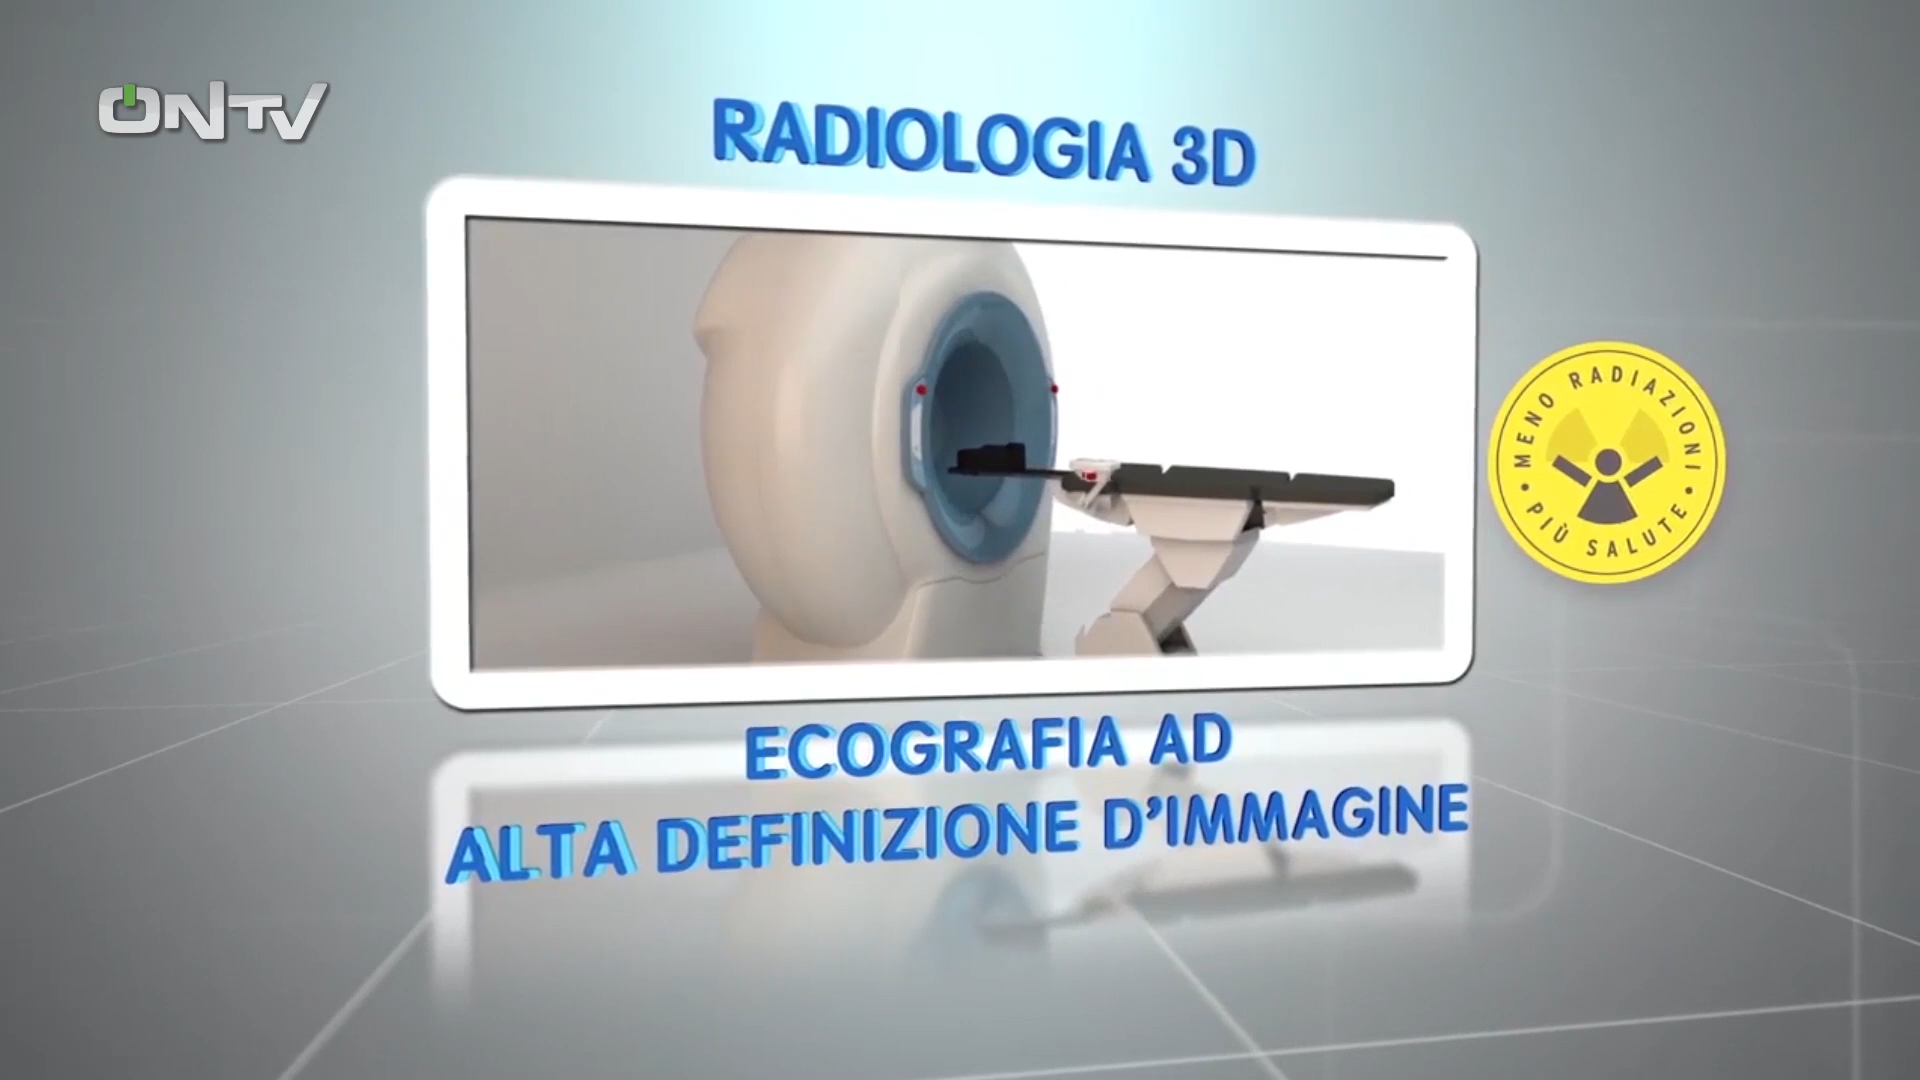 ONTV
RADIOLOGIA 3D
MENO RADIAZIONI
• PIÙ SALUTE •
ECOGRAFIA AD
ALTA DEFINIZIONE D'IMMAGINE